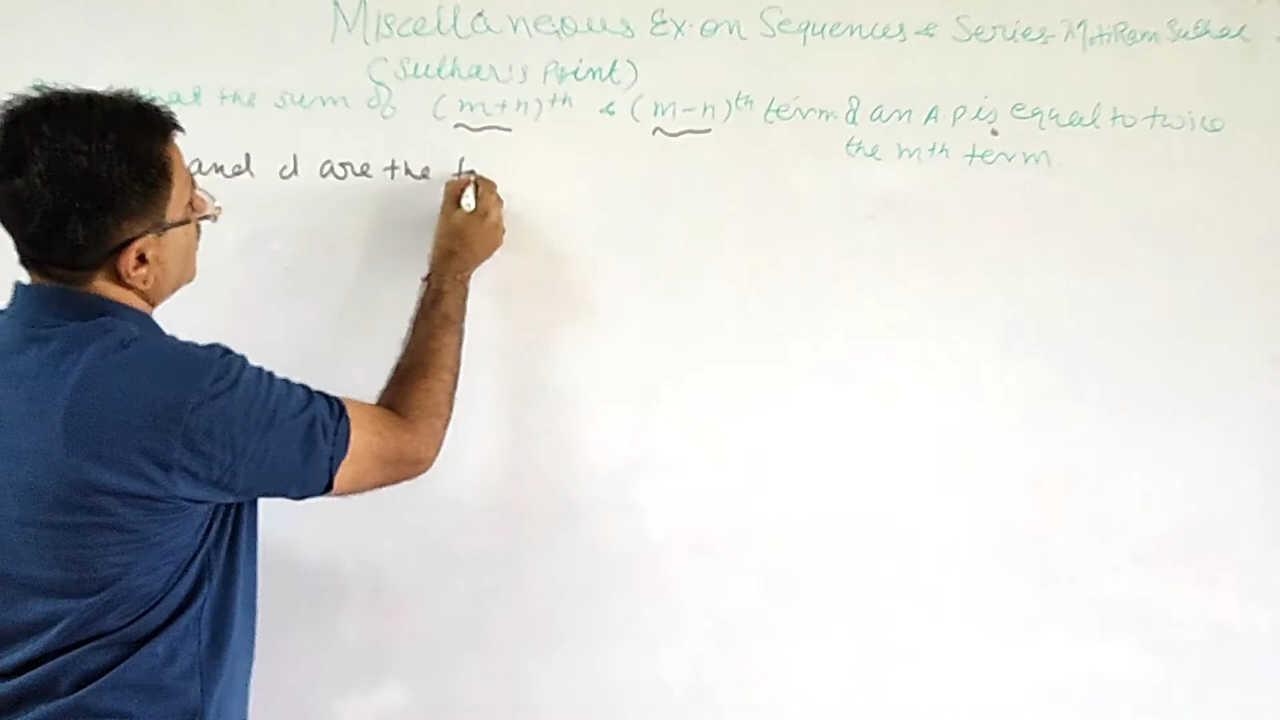 Miscellaneous Ex. on Sequences & Series - MotiRam Suthar
(Suthar's Point)
the sum of (m+n)th & (m-n)th term of an A.P is equal to twice
the mth term.
and d are the